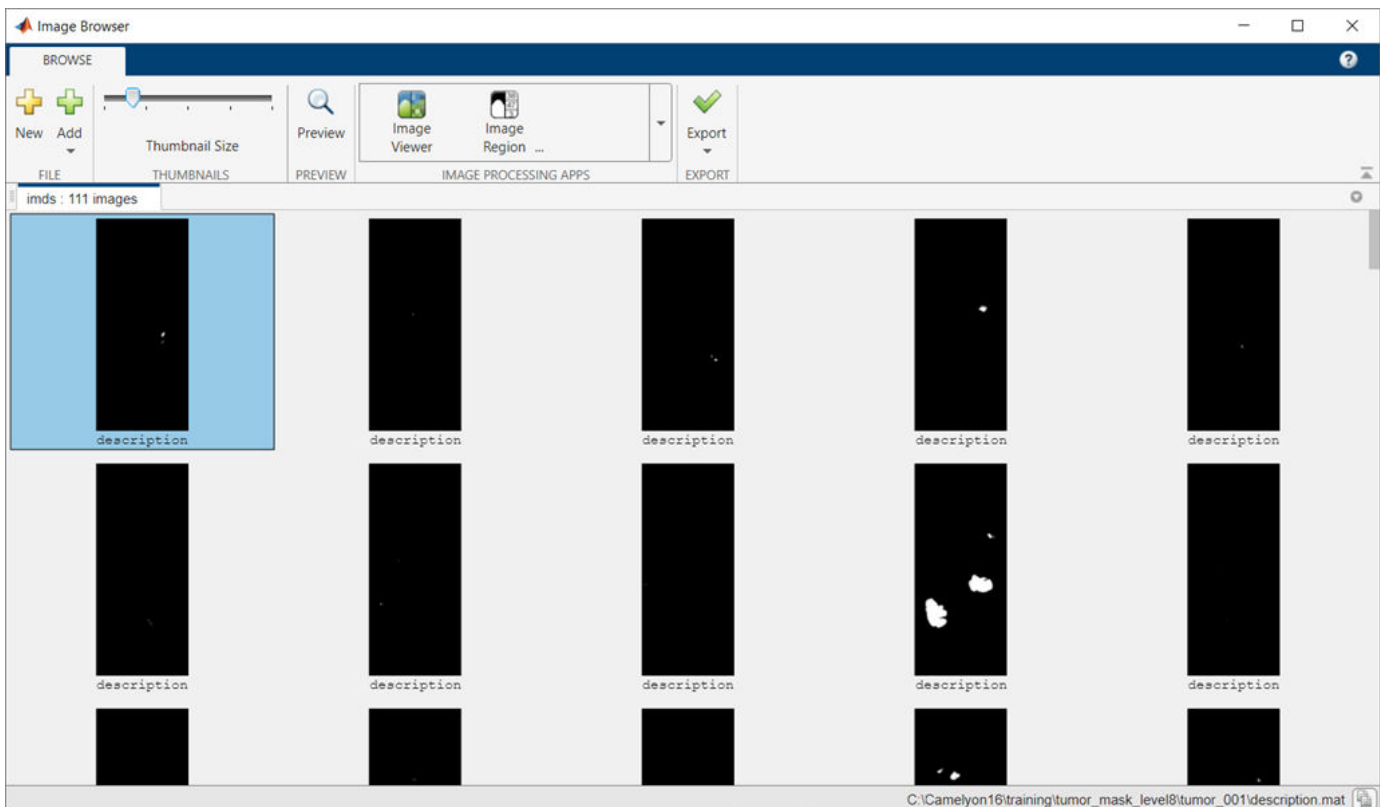 Image Browser
BROWSE
New Add
Thumbnail Size
Preview
Image Viewer
Image Region ...
Export
FILE THUMBNAILS PREVIEW IMAGE PROCESSING APPS EXPORT
imds : 111 images
description description description description description
description description description description description
C:\Camelyon16\training\tumor_mask_level8\tumor_001\description.mat